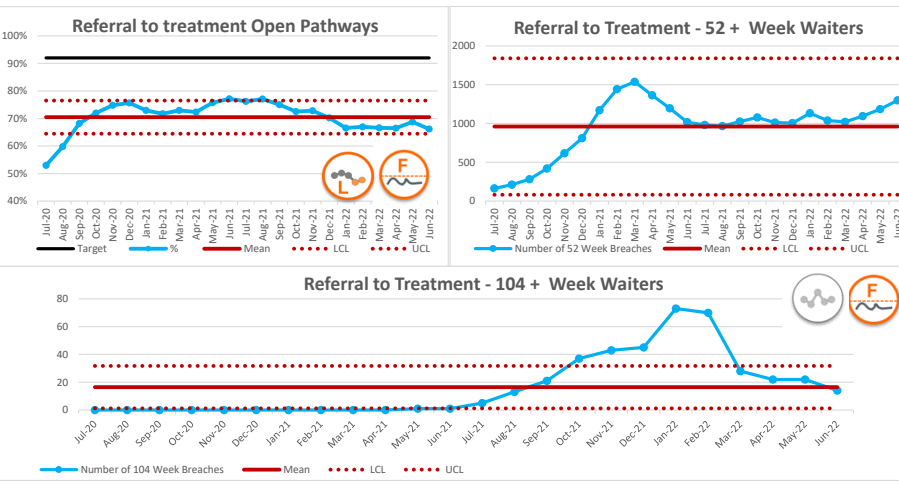 Referral to treatment Open Pathways
100%
90%
80%
70%
60%
50%
40%
L
F
Jul-20
Aug-20
Sep-20
Oct-20
Nov-20
Dec-20
Jan-21
Feb-21
Mar-21
Apr-21
May-21
Jun-21
Jul-21
Aug-21
Sep-21
Oct-21
Nov-21
Dec-21
Jan-22
Feb-22
Mar-22
Apr-22
May-22
Jun-22
Target % Mean LCL UCL
Referral to Treatment - 52 + Week Waiters
2000
1500
1000
500
0
Jul-20
Aug-20
Sep-20
Oct-20
Nov-20
Dec-20
Jan-21
Feb-21
Mar-21
Apr-21
May-21
Jun-21
Jul-21
Aug-21
Sep-21
Oct-21
Nov-21
Dec-21
Jan-22
Feb-22
Mar-22
Apr-22
May-22
Jun-22
Number of 52 Week Breaches Mean LCL UCL
Referral to Treatment - 104 + Week Waiters
F
80
60
40
20
0
Jul-20
Aug-20
Sep-20
Oct-20
Nov-20
Dec-20
Jan-21
Feb-21
Mar-21
Apr-21
May-21
Jun-21
Jul-21
Aug-21
Sep-21
Oct-21
Nov-21
Dec-21
Jan-22
Feb-22
Mar-22
Apr-22
May-22
Jun-22
Number of 104 Week Breaches Mean LCL UCL